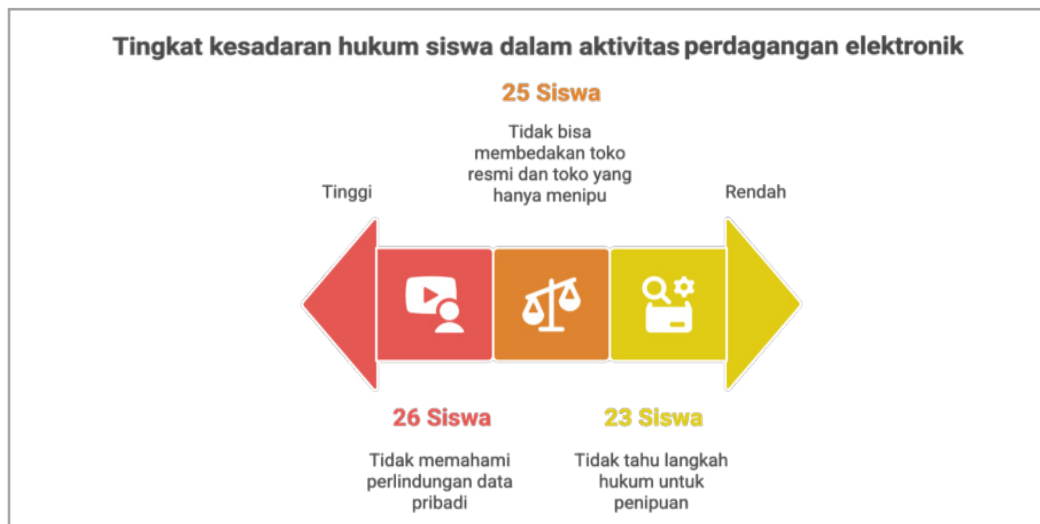 Tingkat kesadaran hukum siswa dalam aktivitas perdagangan elektronik
25 Siswa
Tidak bisa
membedakan toko
resmi dan toko yang
hanya menipu
Tinggi
Rendah
26 Siswa
Tidak memahami
perlindungan data
pribadi
23 Siswa
Tidak tahu langkah
hukum untuk
penipuan